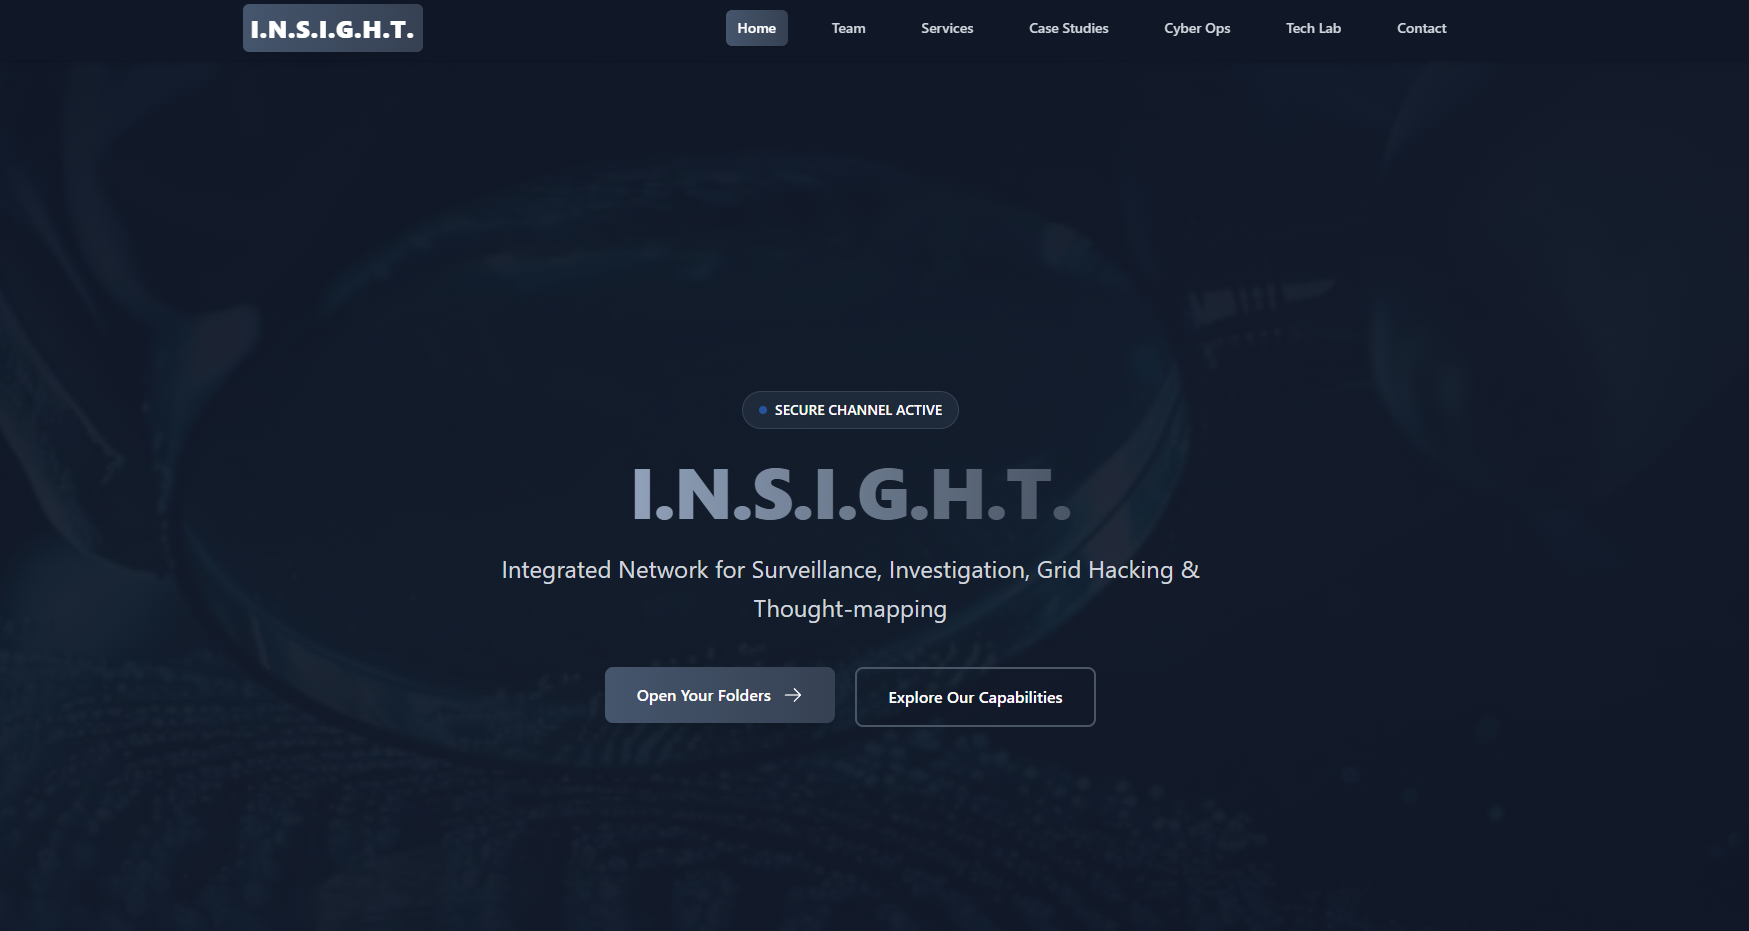 I.N.S.I.G.H.T.
Home
Team
Services
Case Studies
Cyber Ops
Tech Lab
Contact
SECURE CHANNEL ACTIVE
I.N.S.I.G.H.T.
Integrated Network for Surveillance, Investigation, Grid Hacking &
Thought-mapping
Open Your Folders
Explore Our Capabilities